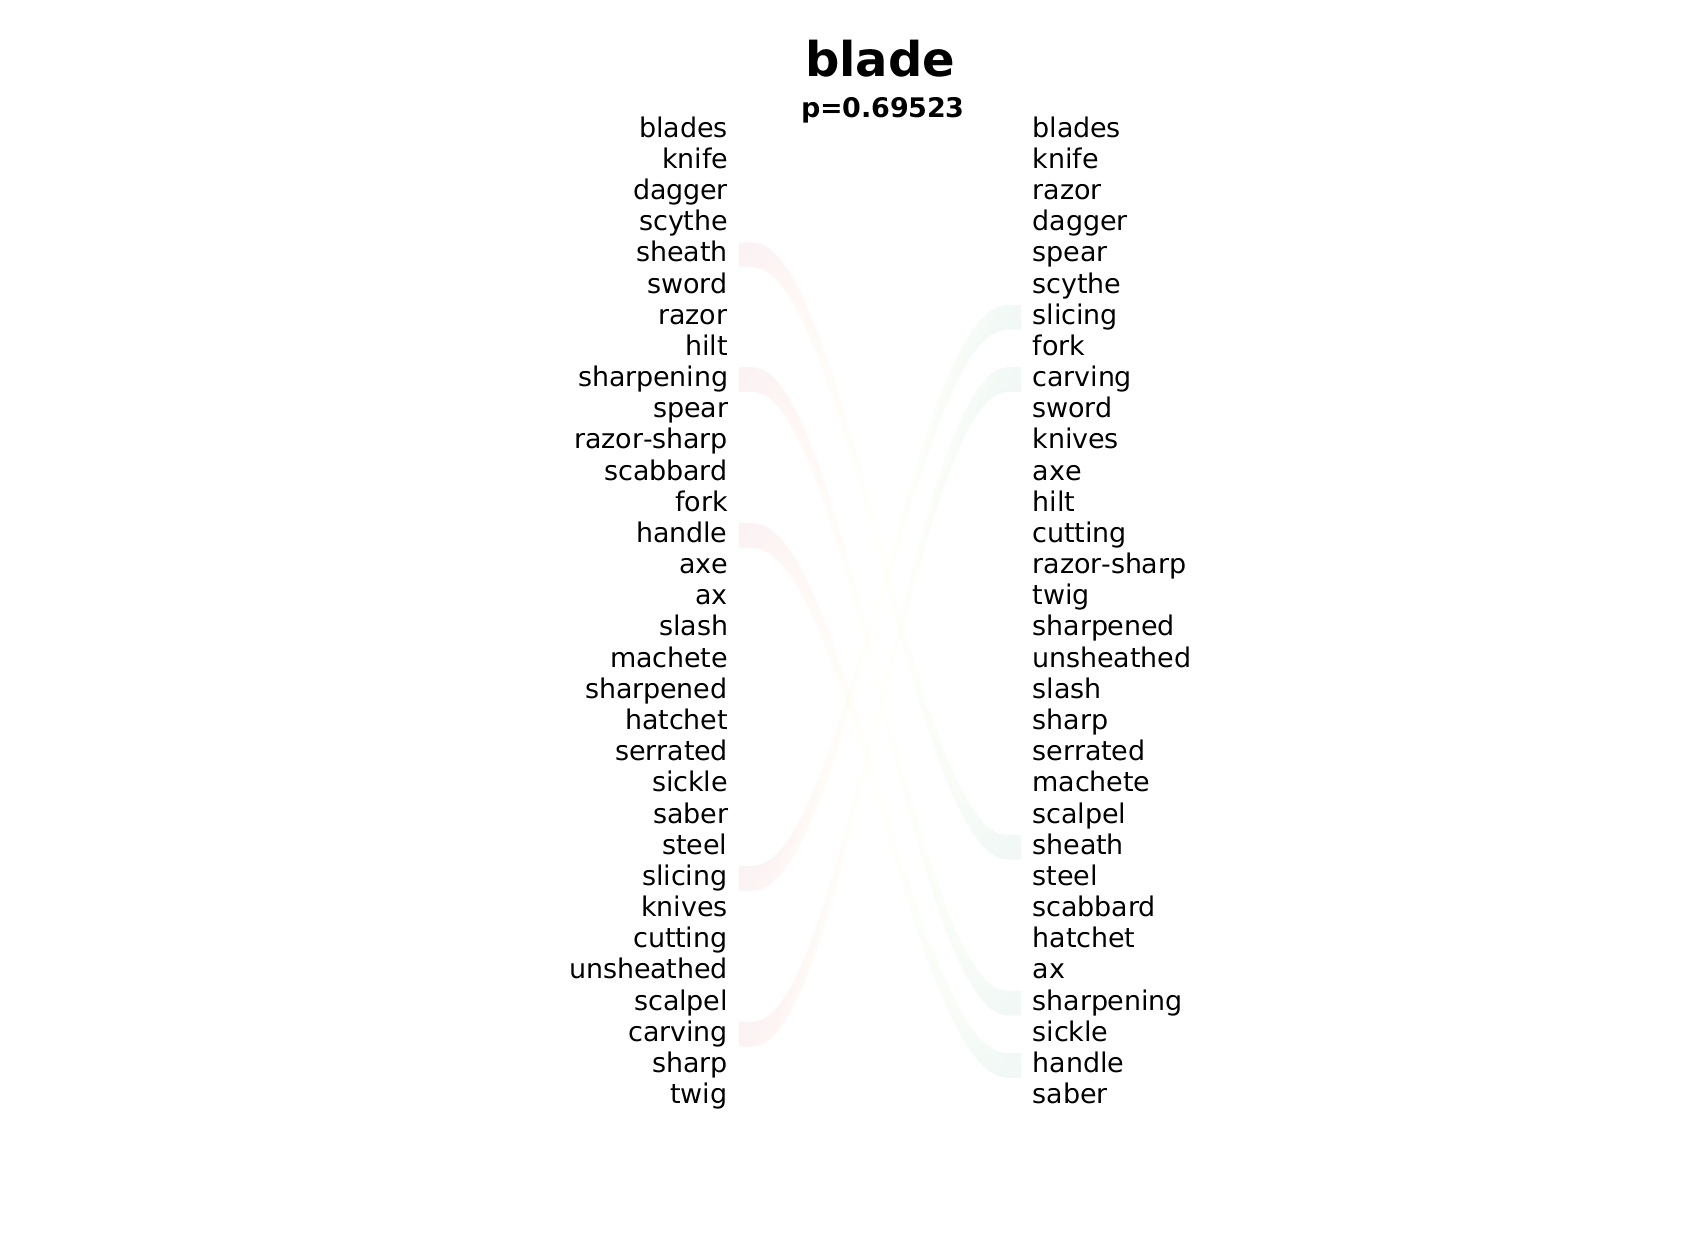 blade
p=0.69523
blades blades
knife knife
dagger razor
scythe dagger
sheath spear
sword scythe
razor slicing
hilt fork
sharpening carving
spear sword
razor-sharp knives
scabbard axe
fork hilt
handle cutting
axe razor-sharp
ax twig
slash sharpened
machete unsheathed
sharpened slash
hatchet sharp
serrated serrated
sickle machete
saber scalpel
steel sheath
slicing steel
knives scabbard
cutting hatchet
unsheathed ax
scalpel sharpening
carving sickle
sharp handle
twig saber